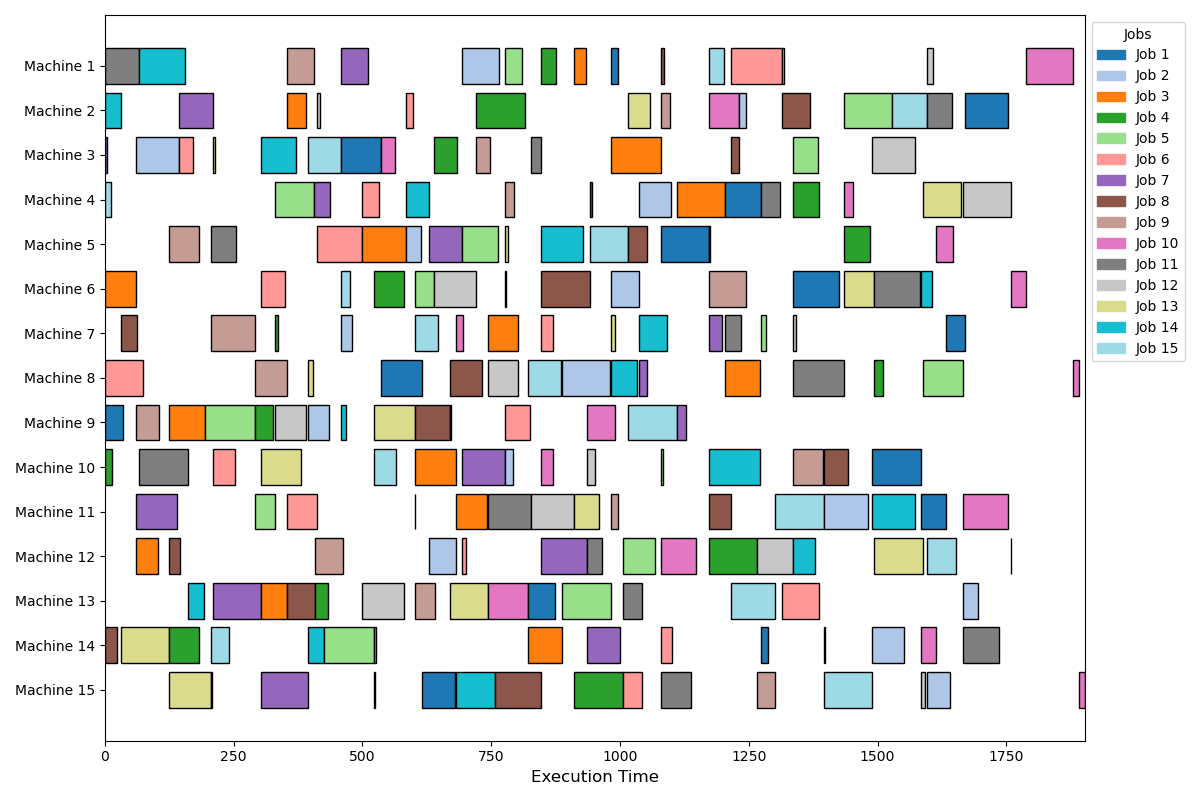 Machine 1
Machine 2
Machine 3
Machine 4
Machine 5
Machine 6
Machine 7
Machine 8
Machine 9
Machine 10
Machine 11
Machine 12
Machine 13
Machine 14
Machine 15
0 250 500 750 1000 1250 1500 1750
Execution Time
Jobs
Job 1
Job 2
Job 3
Job 4
Job 5
Job 6
Job 7
Job 8
Job 9
Job 10
Job 11
Job 12
Job 13
Job 14
Job 15